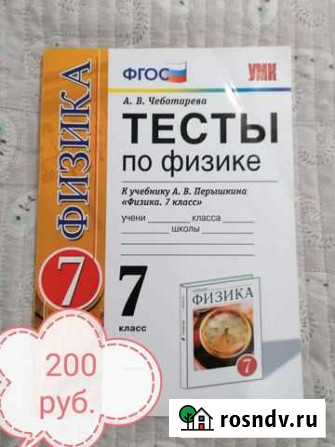 ФИЗИКА
7
ФГОС
УМК
А. В. Чеботарева
ТЕСТЫ
по физике
К учебнику А. В. Перышкина
«Физика. 7 класс»
учени класса
школы
7
класс
ФИЗИКА
7
200
руб.
rosndv.ru